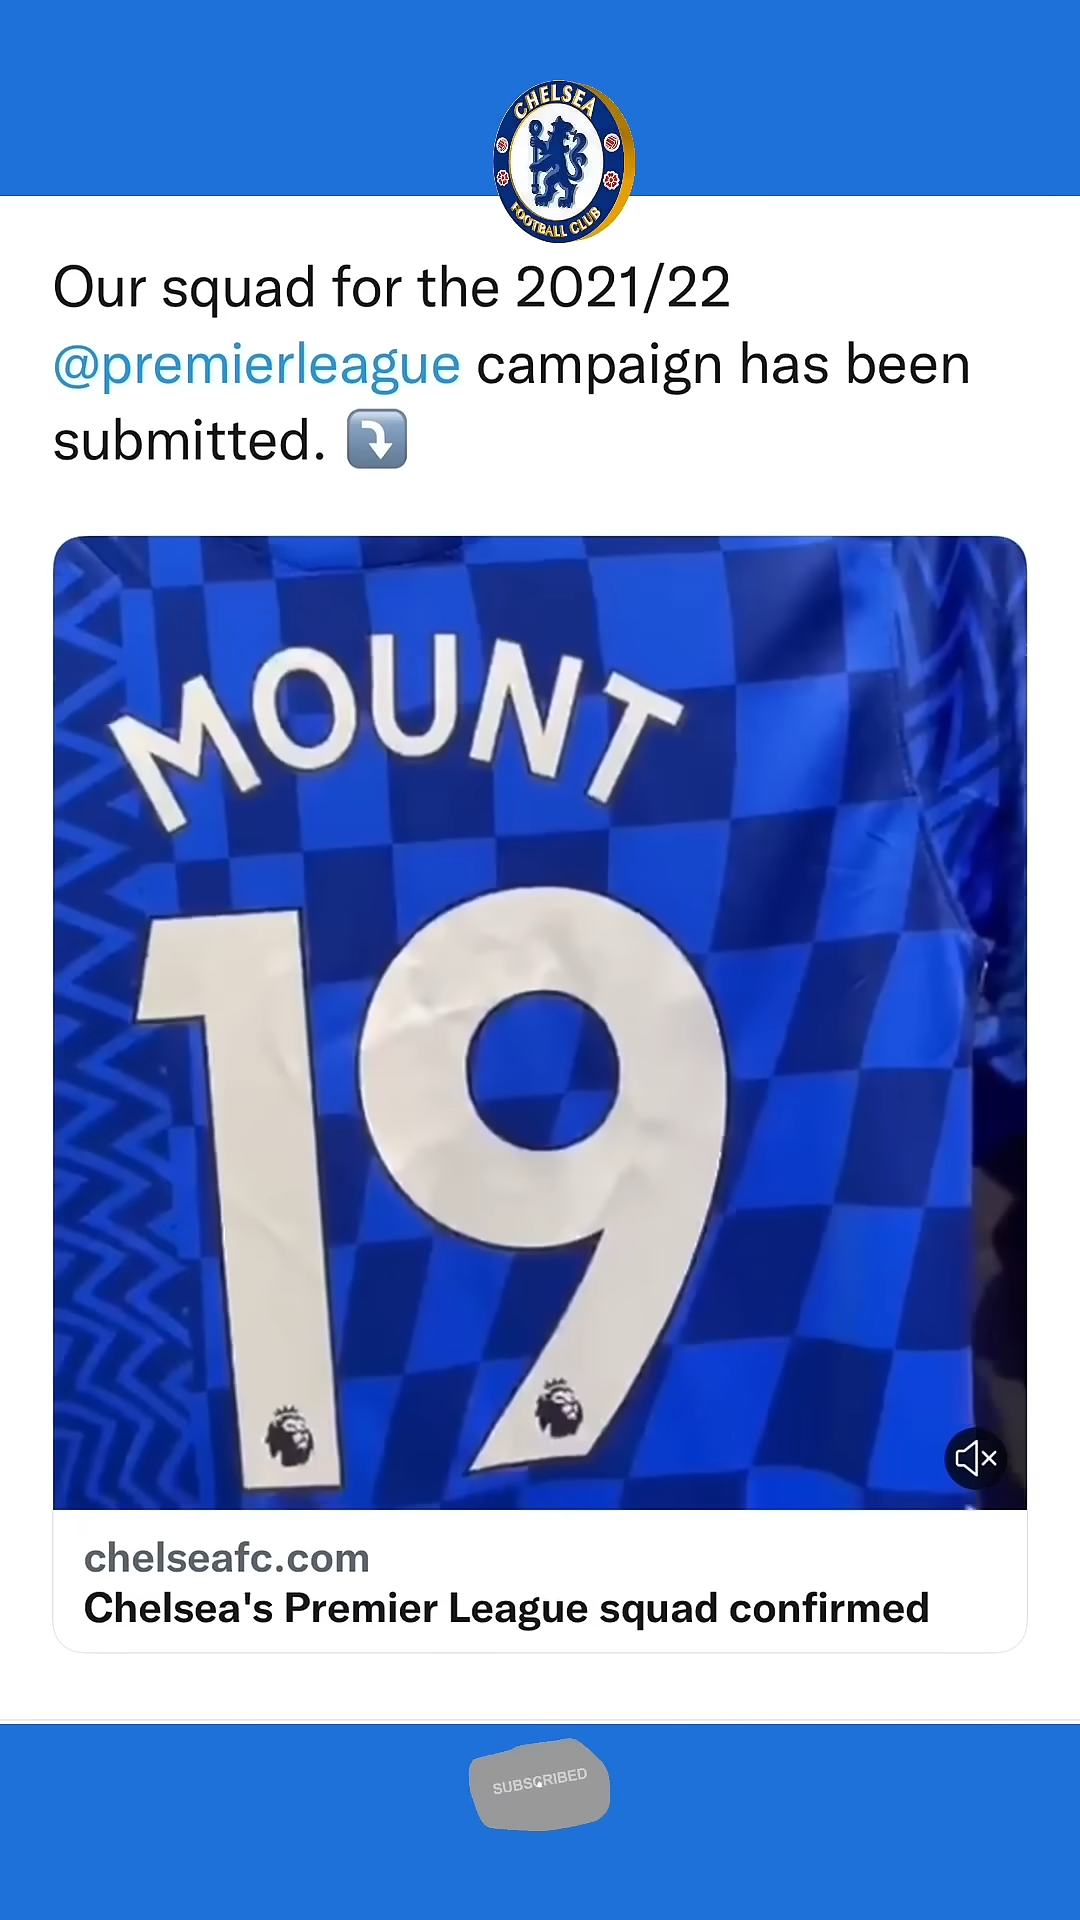 CHELSEA
FOOTBALL CLUB
Our squad for the 2021/22
@premierleague campaign has been
submitted. ⤵️
MOUNT
19
chelseafc.com
Chelsea's Premier League squad confirmed
SUBSCRIBED